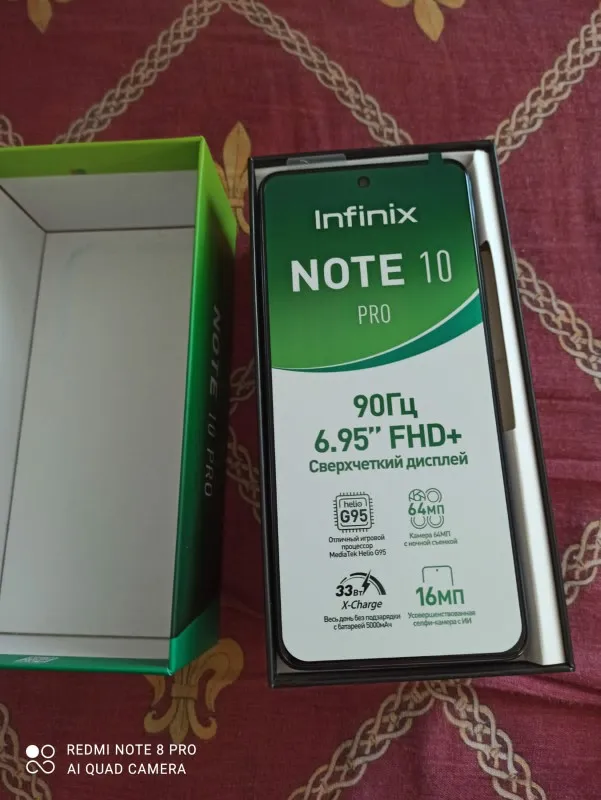 Infinix
NOTE 10
PRO
90Гц
6.95” FHD+
Сверхчеткий дисплей
helio
G95
Отличный игровой
процессор
MediaTek Helio G95
64МП
Камера 64МП
с ночной съемкой
33Вт
X-Charge
Весь день без подзарядки
с батареей 5000мАч
16МП
Усовершенствованная
селфи-камера с ИИ
NOTE 10 PRO
REDMI NOTE 8 PRO
AI QUAD CAMERA